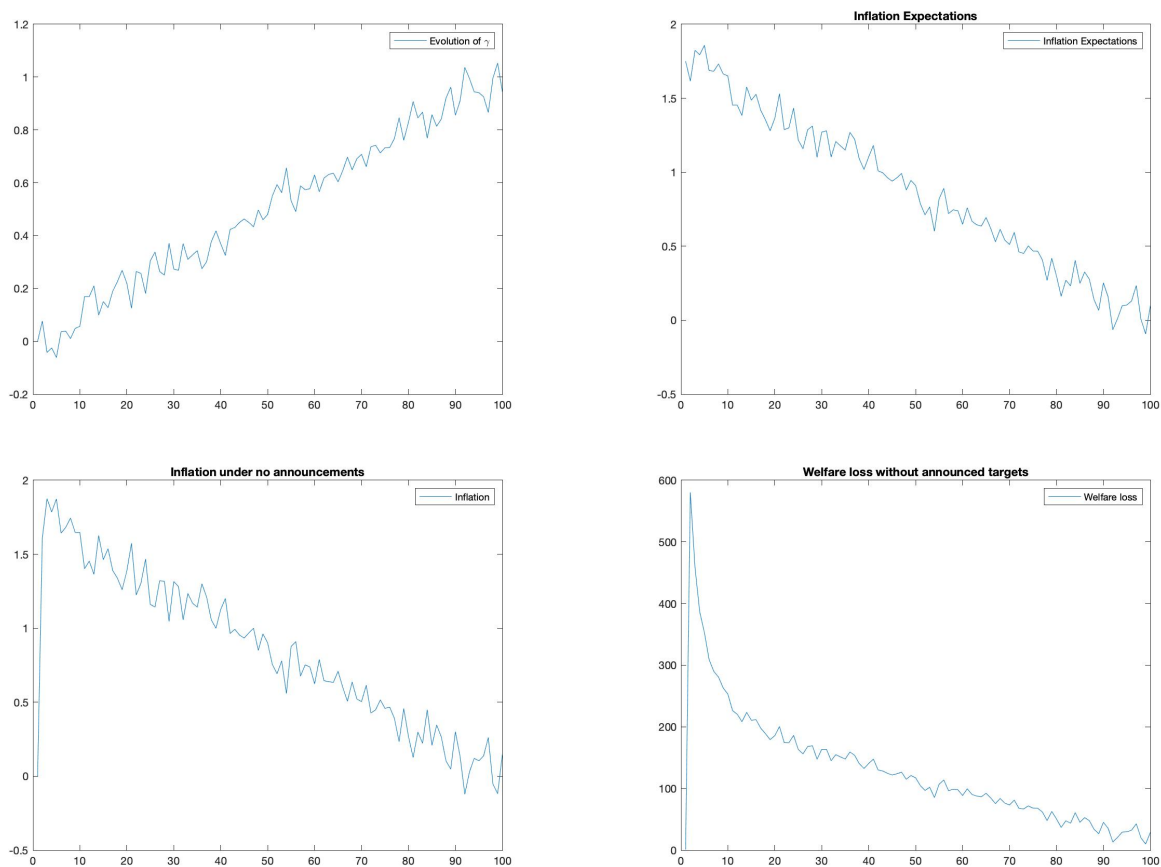 1.2
Evolution of γ
1
0.8
0.6
0.4
0.2
0
-0.2
0 10 20 30 40 50 60 70 80 90 100
Inflation Expectations
2
Inflation Expectations
1.5
1
0.5
0
-0.5
0 10 20 30 40 50 60 70 80 90 100
Inflation under no announcements
2
Inflation
1.5
1
0.5
0
-0.5
0 10 20 30 40 50 60 70 80 90 100
Welfare loss without announced targets
600
Welfare loss
500
400
300
200
100
0
0 10 20 30 40 50 60 70 80 90 100